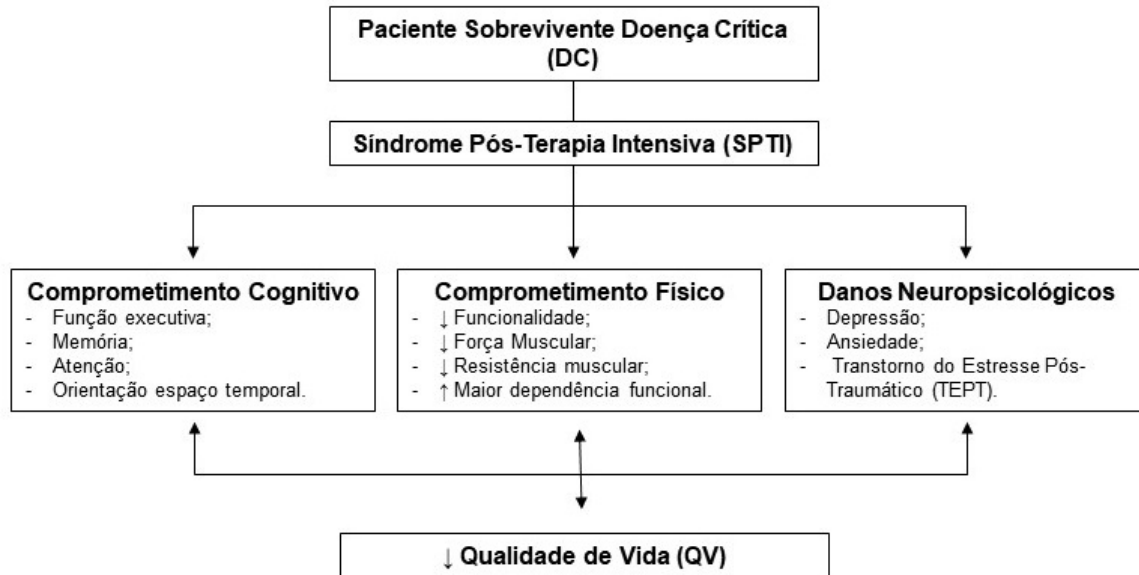 Paciente Sobrevivente Doença Crítica
(DC)
Síndrome Pós-Terapia Intensiva (SPTI)
Comprometimento Cognitivo
- Função executiva;
- Memória;
- Atenção;
- Orientação espaço temporal.
Comprometimento Físico
- ↓ Funcionalidade;
- ↓ Força Muscular;
- ↓ Resistência muscular;
- ↑ Maior dependência funcional.
Danos Neuropsicológicos
- Depressão;
- Ansiedade;
- Transtorno do Estresse Pós-
Traumático (TEPT).
↓ Qualidade de Vida (QV)